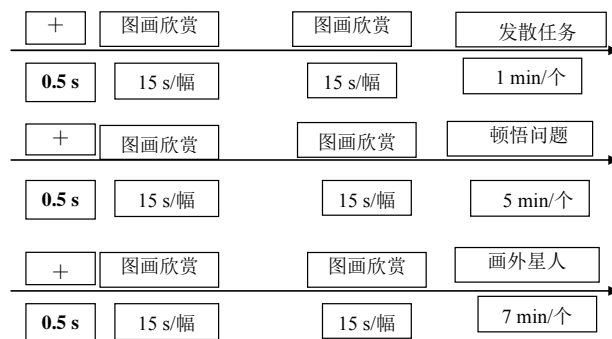 + 图画欣赏 图画欣赏 发散任务
0.5 s 15 s/幅 15 s/幅 1 min/个
+ 图画欣赏 图画欣赏 顿悟问题
0.5 s 15 s/幅 15 s/幅 5 min/个
+ 图画欣赏 图画欣赏 画外星人
0.5 s 15 s/幅 15 s/幅 7 min/个